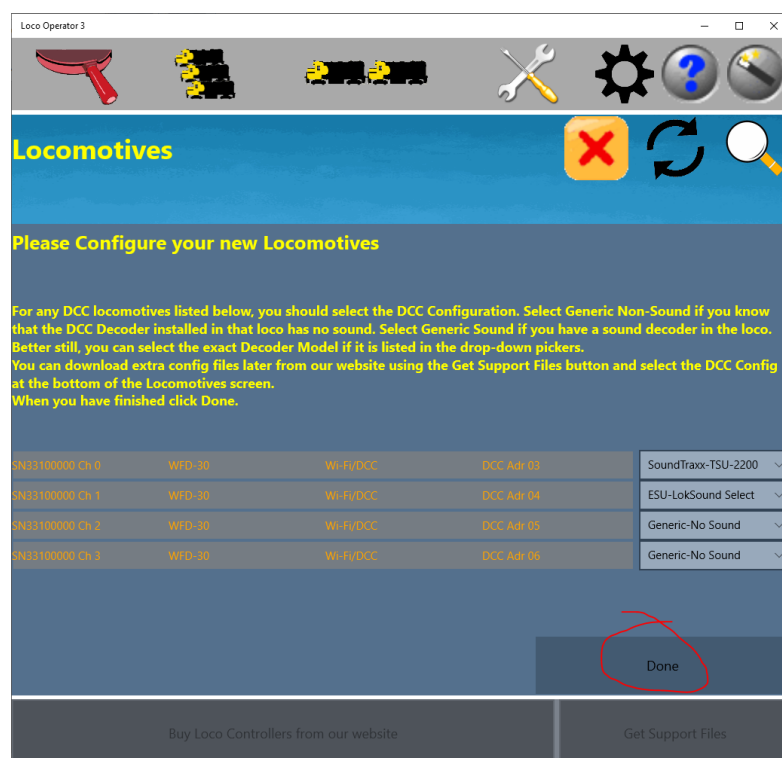 Loco Operator 3
Locomotives
Please Configure your new Locomotives
For any DCC locomotives listed below, you should select the DCC Configuration. Select Generic Non-Sound if you know
that the DCC Decoder installed in that loco has no sound. Select Generic Sound if you have a sound decoder in the loco.
Better still, you can select the exact Decoder Model if it is listed in the drop-down pickers.
You can download extra config files later from our website using the Get Support Files button and select the DCC Config
at the bottom of the Locomotives screen.
When you have finished click Done.
SN33100000 Ch 0 WFD-30 Wi-Fi/DCC DCC Adr 03 SoundTraxx-TSU-2200
SN33100000 Ch 1 WFD-30 Wi-Fi/DCC DCC Adr 04 ESU-LokSound Select
SN33100000 Ch 2 WFD-30 Wi-Fi/DCC DCC Adr 05 Generic-No Sound
SN33100000 Ch 3 WFD-30 Wi-Fi/DCC DCC Adr 06 Generic-No Sound
Done
Buy Loco Controllers from our website Get Support Files